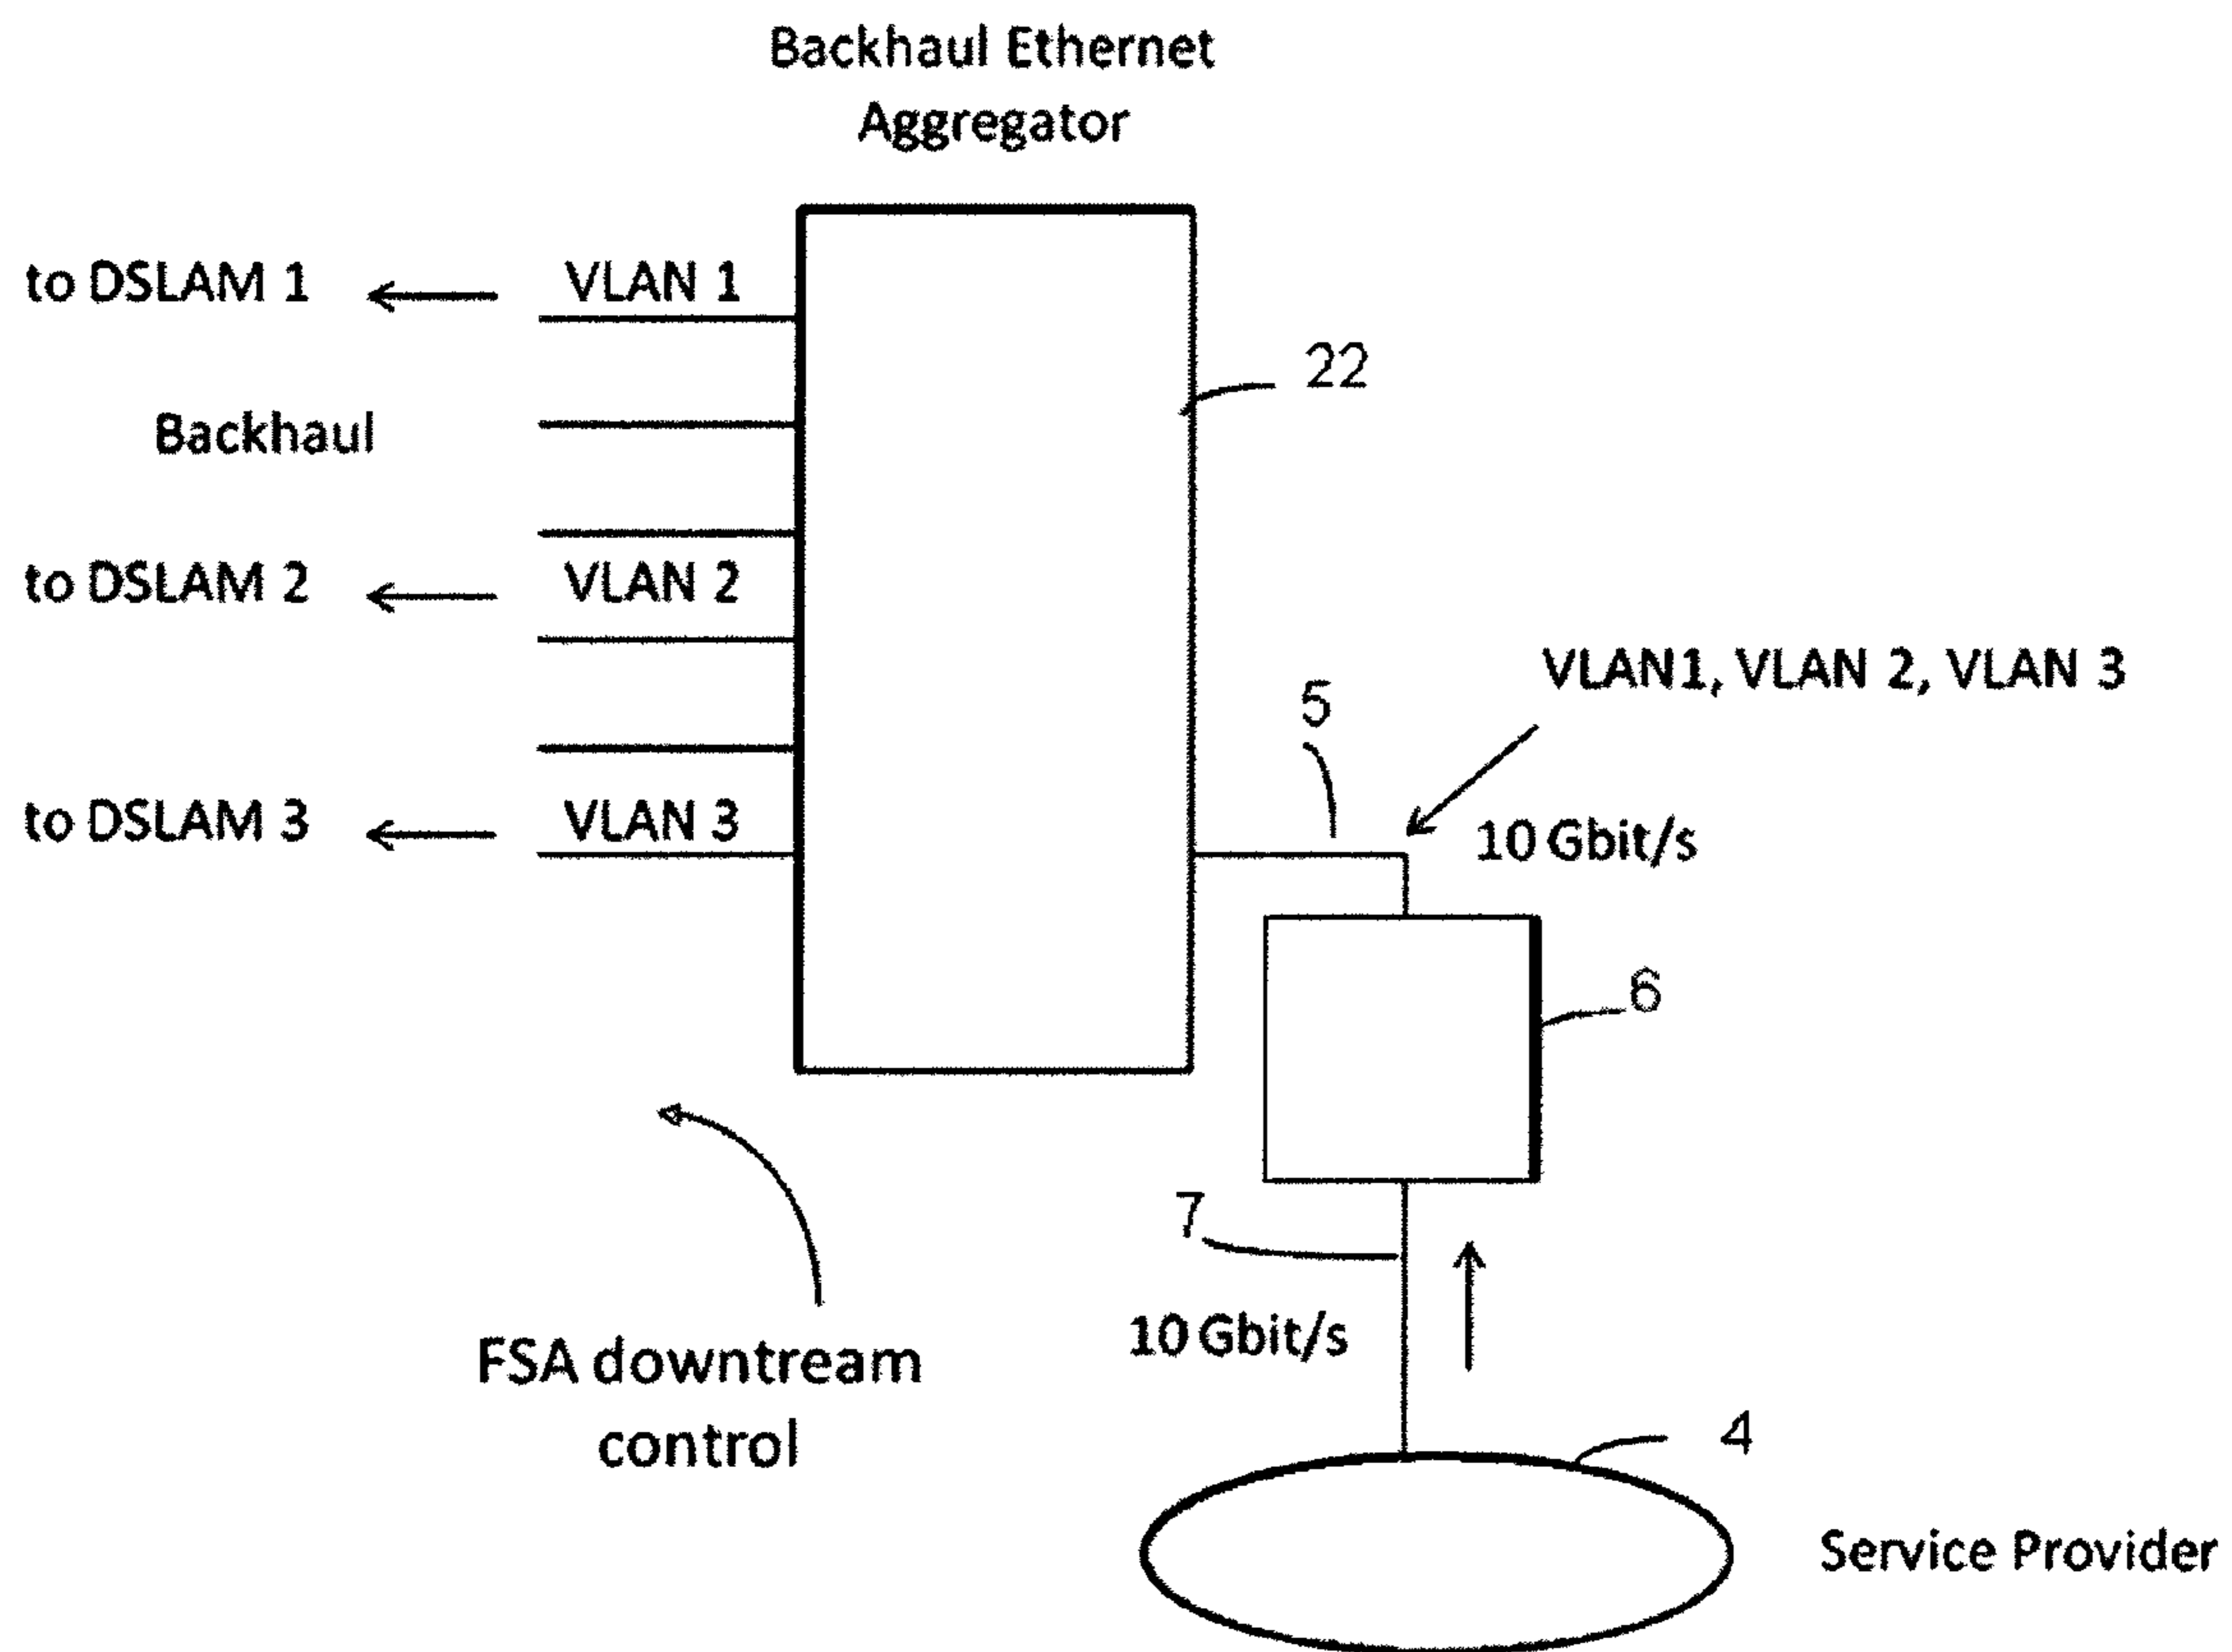 Backhaul Ethernet
Aggregator
to DSLAM 1
VLAN 1
22
Backhaul
to DSLAM 2
VLAN 2
VLAN1, VLAN 2, VLAN 3
5
to DSLAM 3
VLAN 3
10 Gbit/s
6
7
10 Gbit/s
FSA downtream
control
4
Service Provider